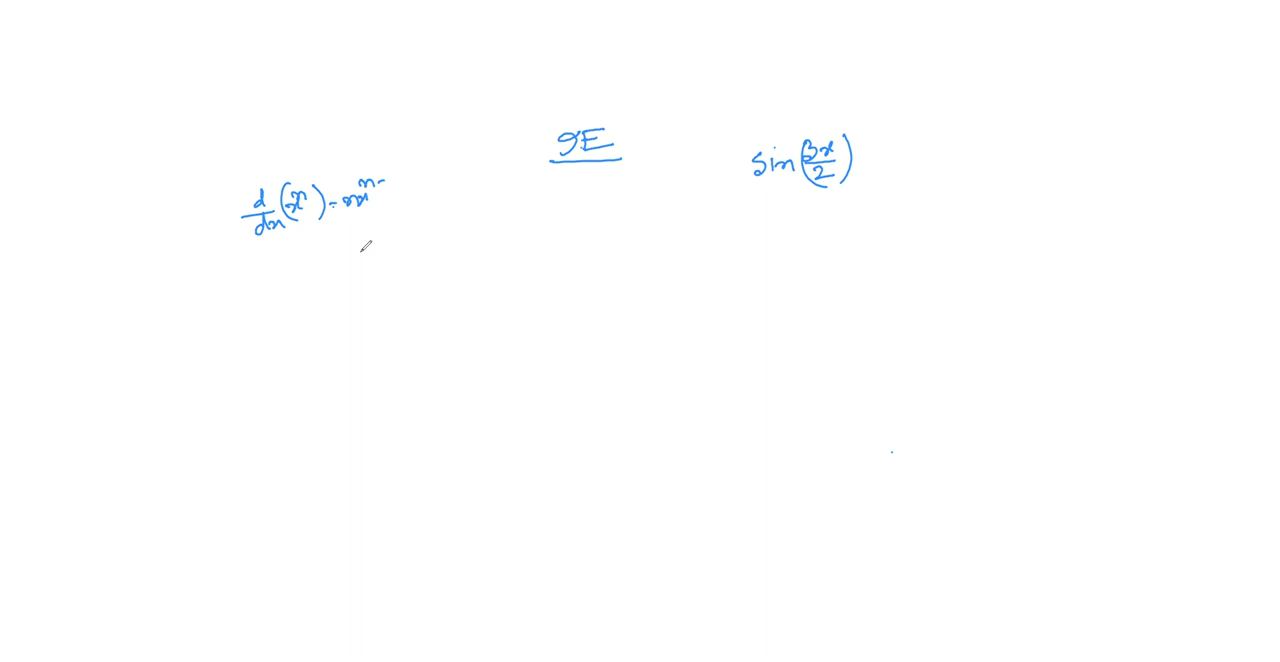 9E
sin(3x/2)
d/dx(xⁿ) = nxⁿ⁻